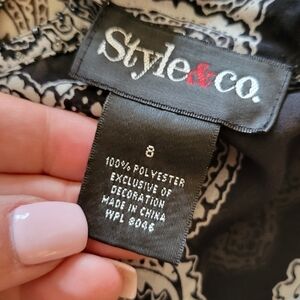 Style&co.
8
100% POLYESTER
EXCLUSIVE OF
DECORATION
MADE IN CHINA
WPL 8046